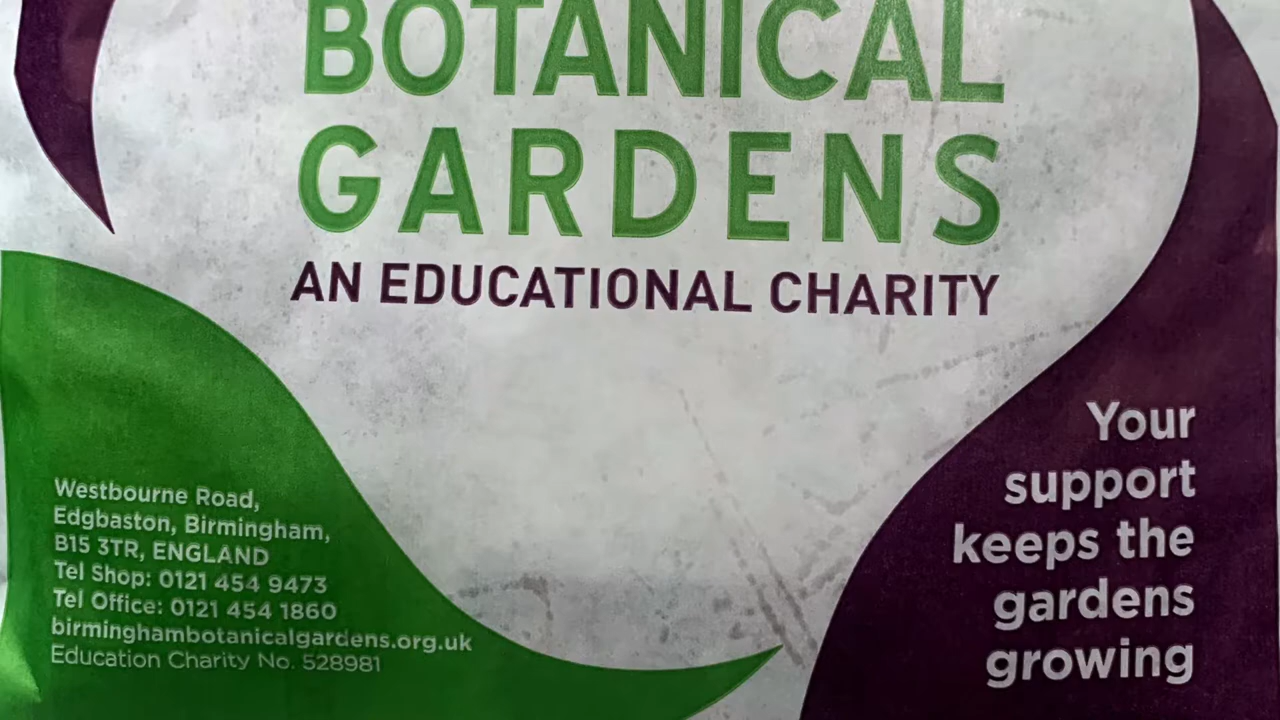 BOTANICAL
GARDENS
AN EDUCATIONAL CHARITY
Westbourne Road,
Edgbaston, Birmingham,
B15 3TR, ENGLAND
Tel Shop: 0121 454 9473
Tel Office: 0121 454 1860
birminghambotanicalgardens.org.uk
Education Charity No. 528981
Your
support
keeps the
gardens
growing